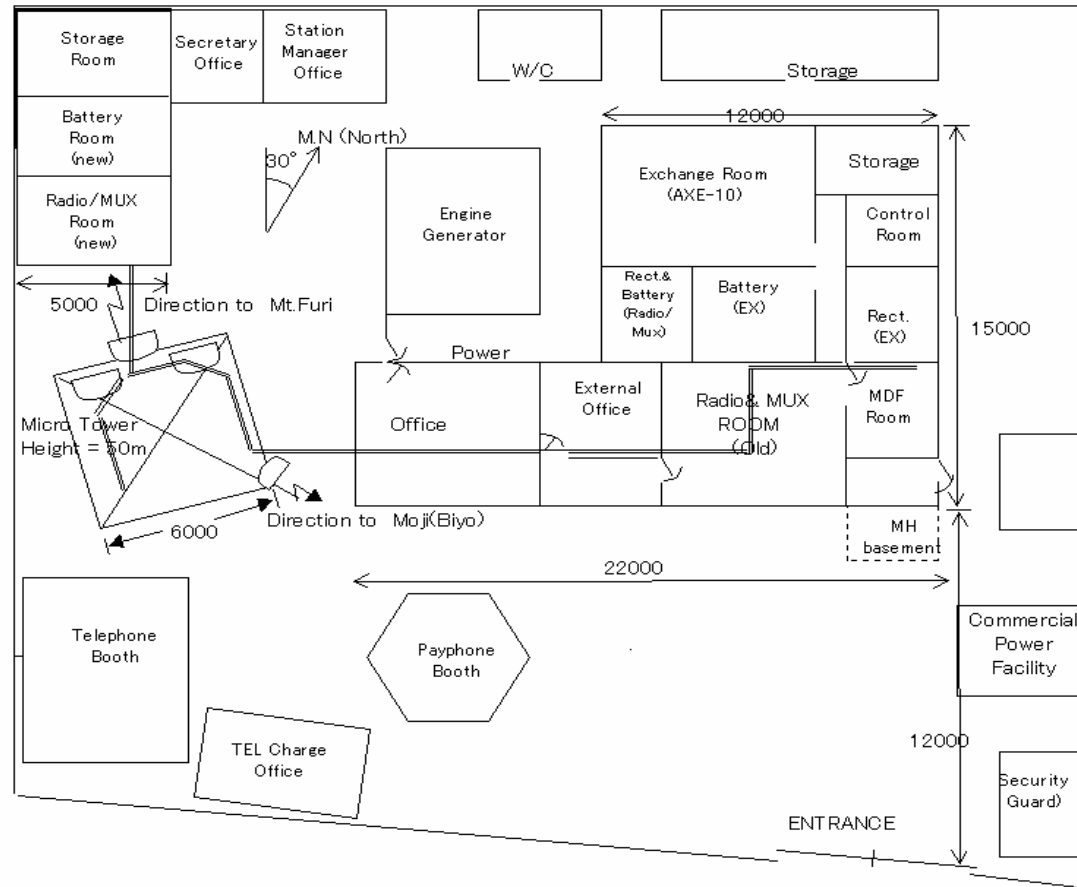 Storage
Room
Secretary
Office
Station
Manager
Office
W/C
Storage
Battery
Room
(new)
M.N (North)
30°
12000
Exchange Room
(AXE-10)
Storage
Radio/MUX
Room
(new)
Engine
Generator
Control
Room
5000
Direction to Mt.Furi
Rect.&
Battery
(Radio/
Mux)
Battery
(EX)
Rect.
(EX)
15000
Power
Micro Tower
Height = 50m
Office
External
Office
Radio& MUX
ROOM
(Old)
MDF
Room
Direction to Moji(Biyo)
6000
MH
basement
22000
Telephone
Booth
Payphone
Booth
Commercial
Power
Facility
TEL Charge
Office
12000
Security
Guard)
ENTRANCE